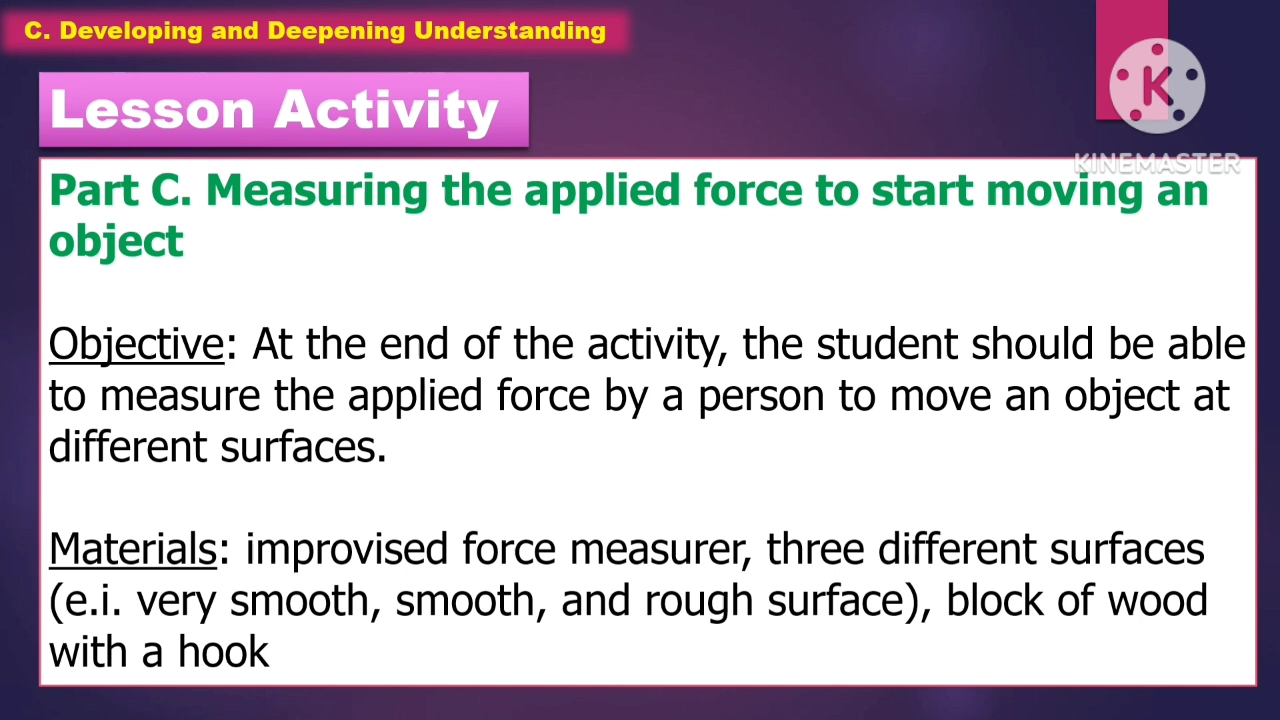 C. Developing and Deepening Understanding
Lesson Activity
K
KINEMASTER
Part C. Measuring the applied force to start moving an
object
Objective: At the end of the activity, the student should be able
to measure the applied force by a person to move an object at
different surfaces.
Materials: improvised force measurer, three different surfaces
(e.i. very smooth, smooth, and rough surface), block of wood
with a hook